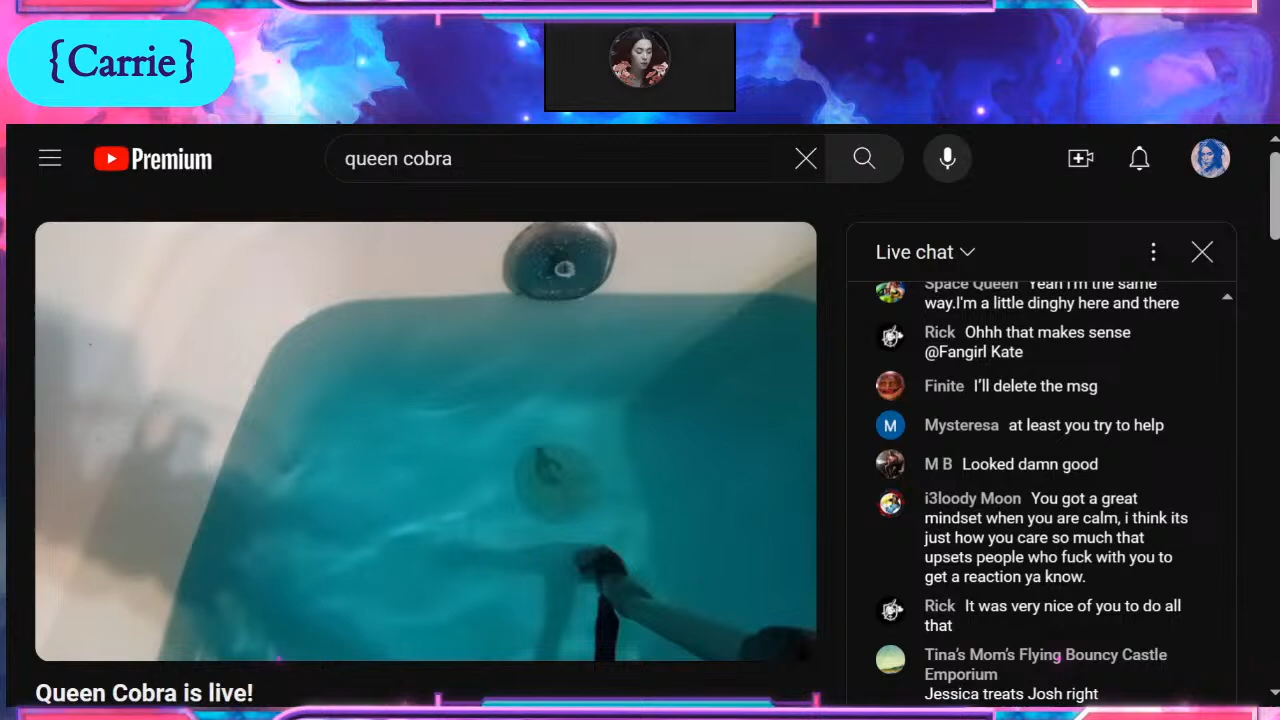 {Carrie}
Premium
queen cobra
Live chat
Space Queen Yeah I'm the same
way.I'm a little dinghy here and there
Rick Ohhh that makes sense
@Fangirl Kate
Finite I’ll delete the msg
M
Mysteresa at least you try to help
M B Looked damn good
i3loody Moon You got a great
mindset when you are calm, i think its
just how you care so much that
upsets people who fuck with you to
get a reaction ya know.
Rick It was very nice of you to do all
that
Tina’s Mom’s Flying Bouncy Castle
Emporium
Jessica treats Josh right
Queen Cobra is live!